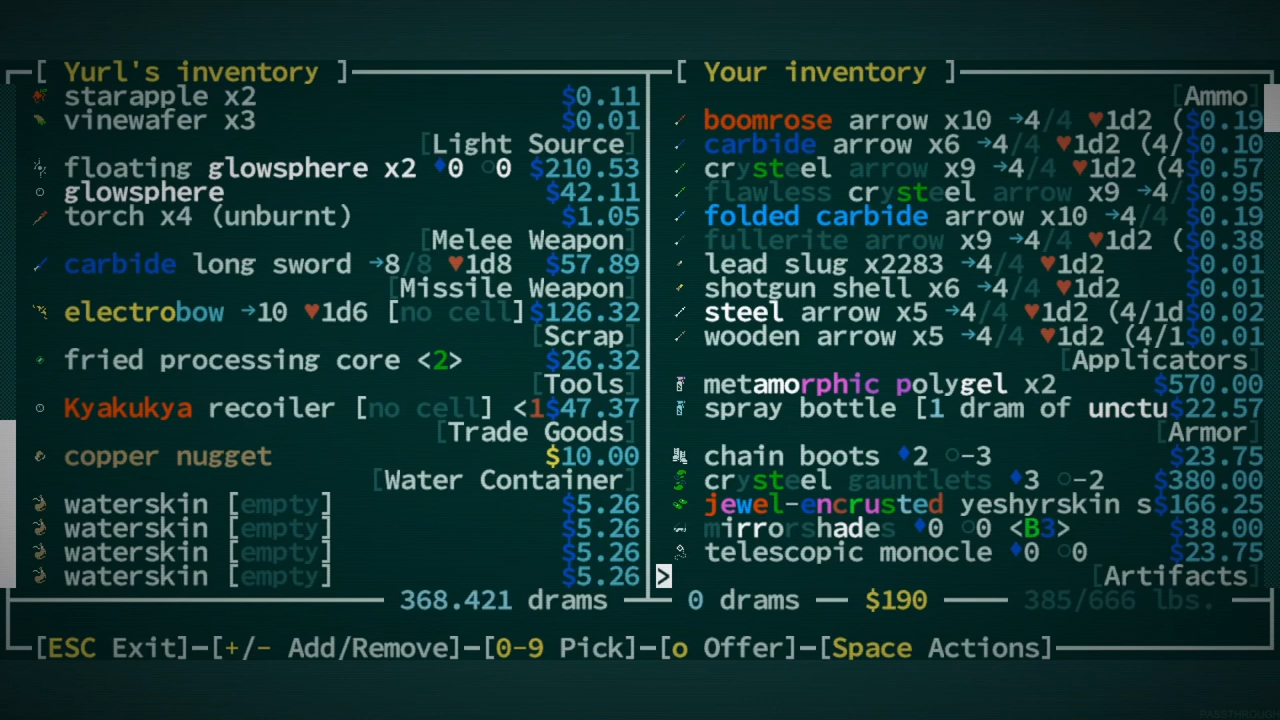 [ Yurl's inventory ]
starapple x2 $0.11
vinewafer x3 $0.01
[Light Source]
floating glowsphere x2 ♦0 ○0 $210.53
glowsphere $42.11
torch x4 (unburnt) $1.05
[Melee Weapon]
carbide long sword →8/8 ♥1d8 $57.89
[Missile Weapon]
electrobow →10 ♥1d6 [no cell] $126.32
[Scrap]
fried processing core <2> $26.32
[Tools]
Kyakukya recoiler [no cell] <1$47.37
[Trade Goods]
copper nugget $10.00
[Water Container]
waterskin [empty] $5.26
waterskin [empty] $5.26
waterskin [empty] $5.26
waterskin [empty] $5.26
368.421 drams
[ Your inventory ]
[Ammo]
boomrose arrow x10 →4/4 ♥1d2 ($0.19
carbide arrow x6 →4/4 ♥1d2 (4/$0.10
crysteel arrow x9 →4/4 ♥1d2 (4$0.57
flawless crysteel arrow x9 →4/$0.95
folded carbide arrow x10 →4/4 $0.19
fullerite arrow x9 →4/4 ♥1d2 ($0.38
lead slug x2283 →4/4 ♥1d2 $0.01
shotgun shell x6 →4/4 ♥1d2 $0.01
steel arrow x5 →4/4 ♥1d2 (4/1d$0.02
wooden arrow x5 →4/4 ♥1d2 (4/1$0.01
[Applicators]
metamorphic polygel x2 $570.00
spray bottle [1 dram of unctu$22.57
[Armor]
chain boots ♦2 ○-3 $23.75
crysteel gauntlets ♦3 ○-2 $380.00
jewel-encrusted yeshyrskin s$166.25
mirrorshades ♦0 ○0 <B3> $38.00
telescopic monocle ♦0 ○0 $23.75
> [Artifacts]
0 drams — $190 — 385/666 lbs.
[ESC Exit]-[+/- Add/Remove]-[0-9 Pick]-[o Offer]-[Space Actions]